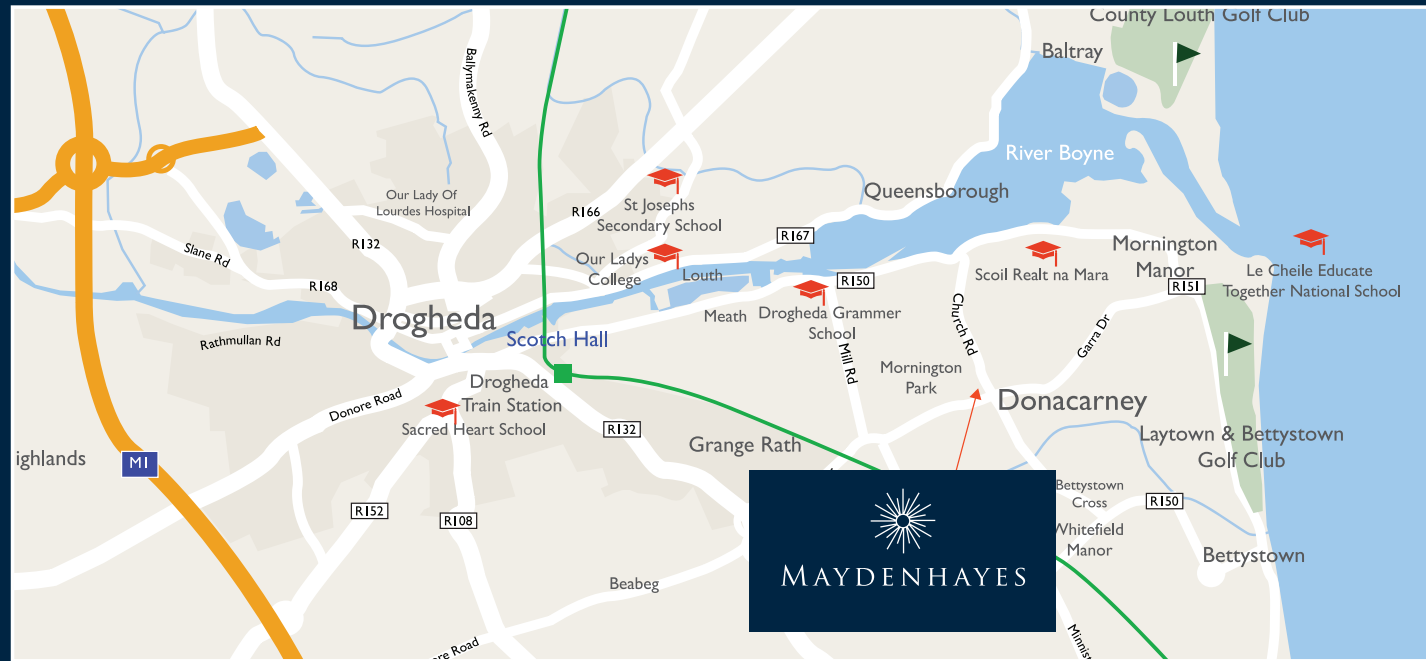 County Louth Golf Club
Baltray
Ballymakenny Rd
River Boyne
Our Lady Of
Lourdes Hospital
St Josephs
Secondary School
Queensborough
R166
R132
R167
Slane Rd
Our Ladys
College
Louth
R168
R150
Scoil Realt na Mara
Mornington
Manor
R151
Le Cheile Educate
Together National School
Drogheda
Rathmullan Rd
Scotch Hall
Meath
Drogheda Grammer
School
Church Rd
Garra Dr
Mill Rd
Mornington
Park
Drogheda
Train Station
Donore Road
Sacred Heart School
R132
Donacarney
Grange Rath
Laytown & Bettystown
Golf Club
ighlands
M1
R152
R108
Bettystown
Cross
R150
Whitefield
Manor
Bettystown
MAYDENHAYES
Beabeg
ore Road
Minnis